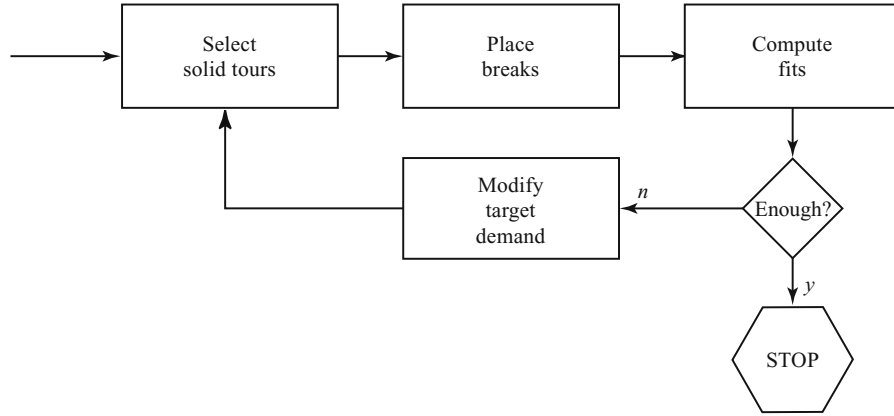 Select
solid tours
Place
breaks
Compute
fits
Modify
target
demand
n
Enough?
y
STOP